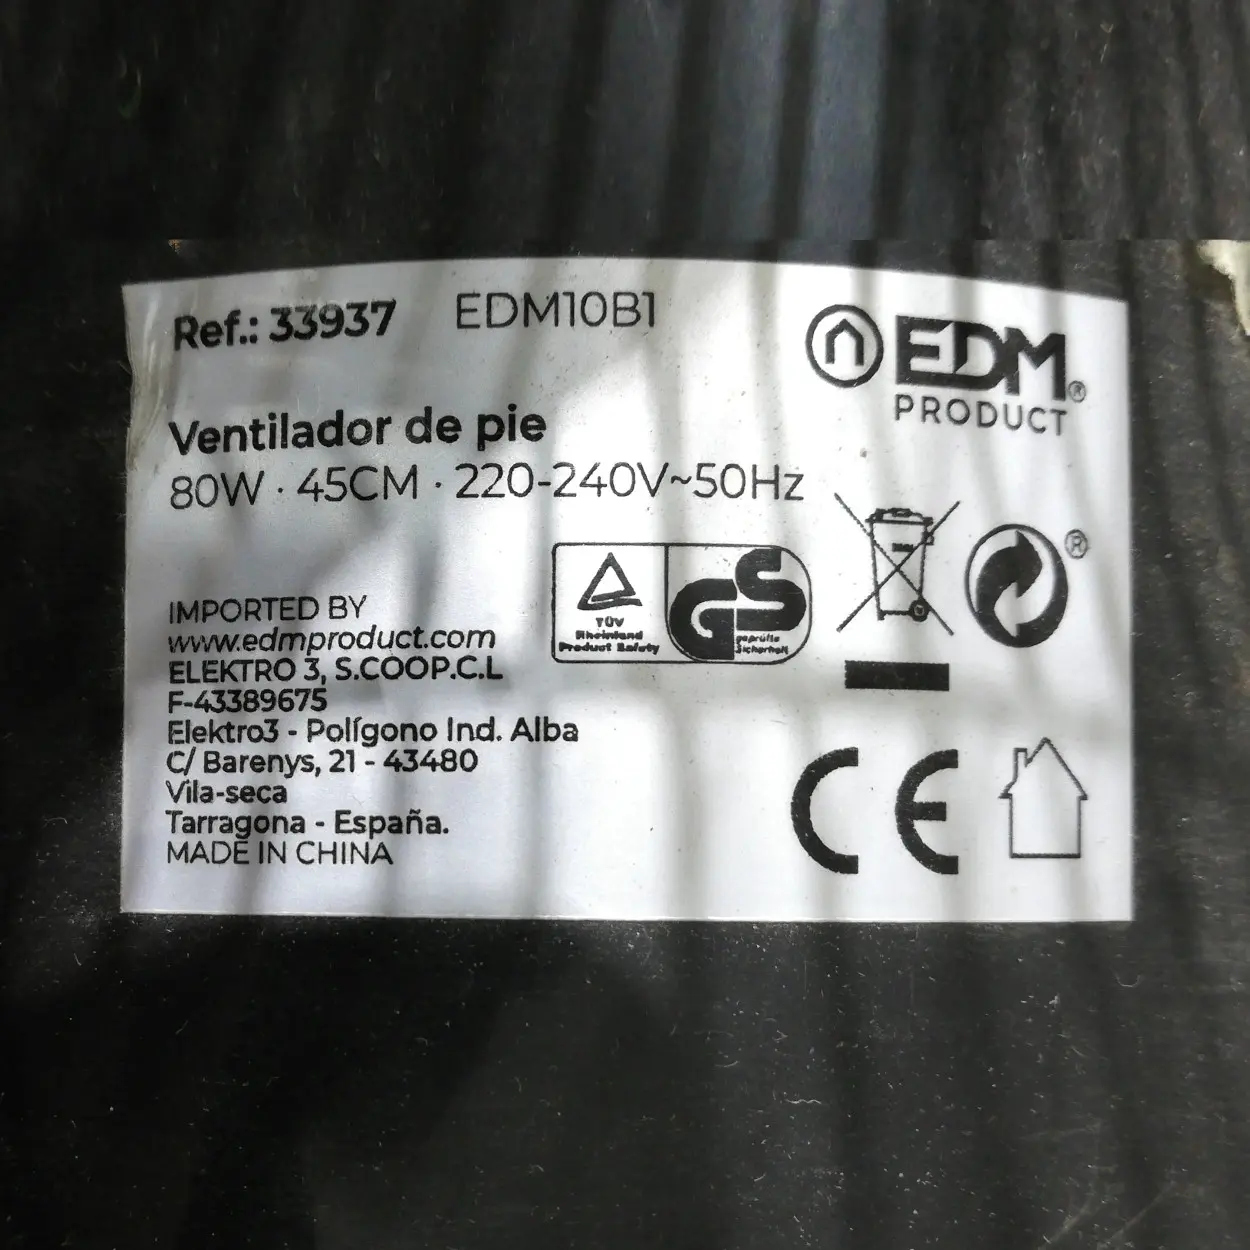 Ref.: 33937 EDM10B1
EDM®
PRODUCT
Ventilador de pie
80W · 45CM · 220-240V~50Hz
®
TÜV
Rheinland
Product Safety
GS
geprüfte
Sicherheit
IMPORTED BY
www.edmproduct.com
ELEKTRO 3, S.COOP.C.L
F-43389675
Elektro3 - Polígono Ind. Alba
C/ Barenys, 21 - 43480
Vila-seca
Tarragona - España.
MADE IN CHINA
CE